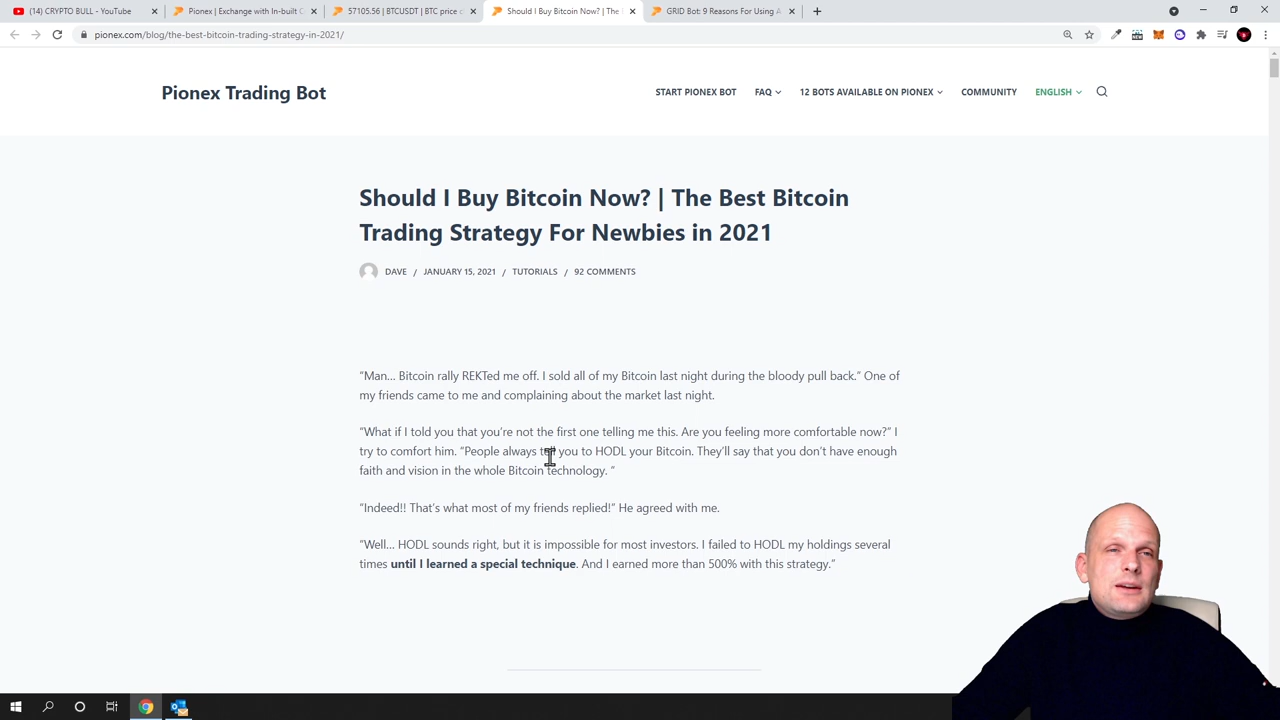 (14) CRYPTO BULL - YouTube
Pionex | Exchange with In-built C
57105.56 | BTCUSDT | BTC price c
Should I Buy Bitcoin Now? | The
GRID Bot: 9 Reasons For Using A
pionex.com/blog/the-best-bitcoin-trading-strategy-in-2021/
Pionex Trading Bot
START PIONEX BOT
FAQ
12 BOTS AVAILABLE ON PIONEX
COMMUNITY
ENGLISH
Should I Buy Bitcoin Now? | The Best Bitcoin
Trading Strategy For Newbies in 2021
DAVE / JANUARY 15, 2021 / TUTORIALS / 92 COMMENTS
“Man… Bitcoin rally REKTed me off. I sold all of my Bitcoin last night during the bloody pull back.” One of
my friends came to me and complaining about the market last night.
“What if I told you that you’re not the first one telling me this. Are you feeling more comfortable now?” I
try to comfort him. “People always tell you to HODL your Bitcoin. They’ll say that you don’t have enough
faith and vision in the whole Bitcoin technology. ”
“Indeed!! That’s what most of my friends replied!” He agreed with me.
“Well… HODL sounds right, but it is impossible for most investors. I failed to HODL my holdings several
times until I learned a special technique. And I earned more than 500% with this strategy.”